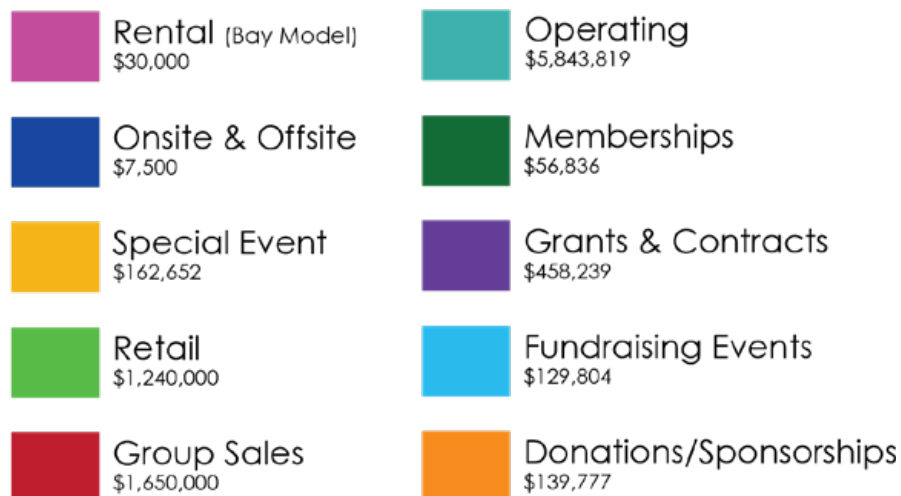 Rental (Bay Model)
$30,000
Onsite & Offsite
$7,500
Special Event
$162,652
Retail
$1,240,000
Group Sales
$1,650,000
Operating
$5,843,819
Memberships
$56,836
Grants & Contracts
$458,239
Fundraising Events
$129,804
Donations/Sponsorships
$139,777